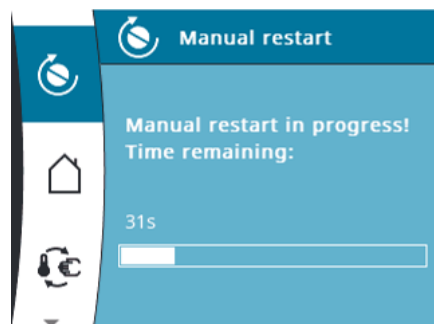 Manual restart
Manual restart in progress!
Time remaining:
31s